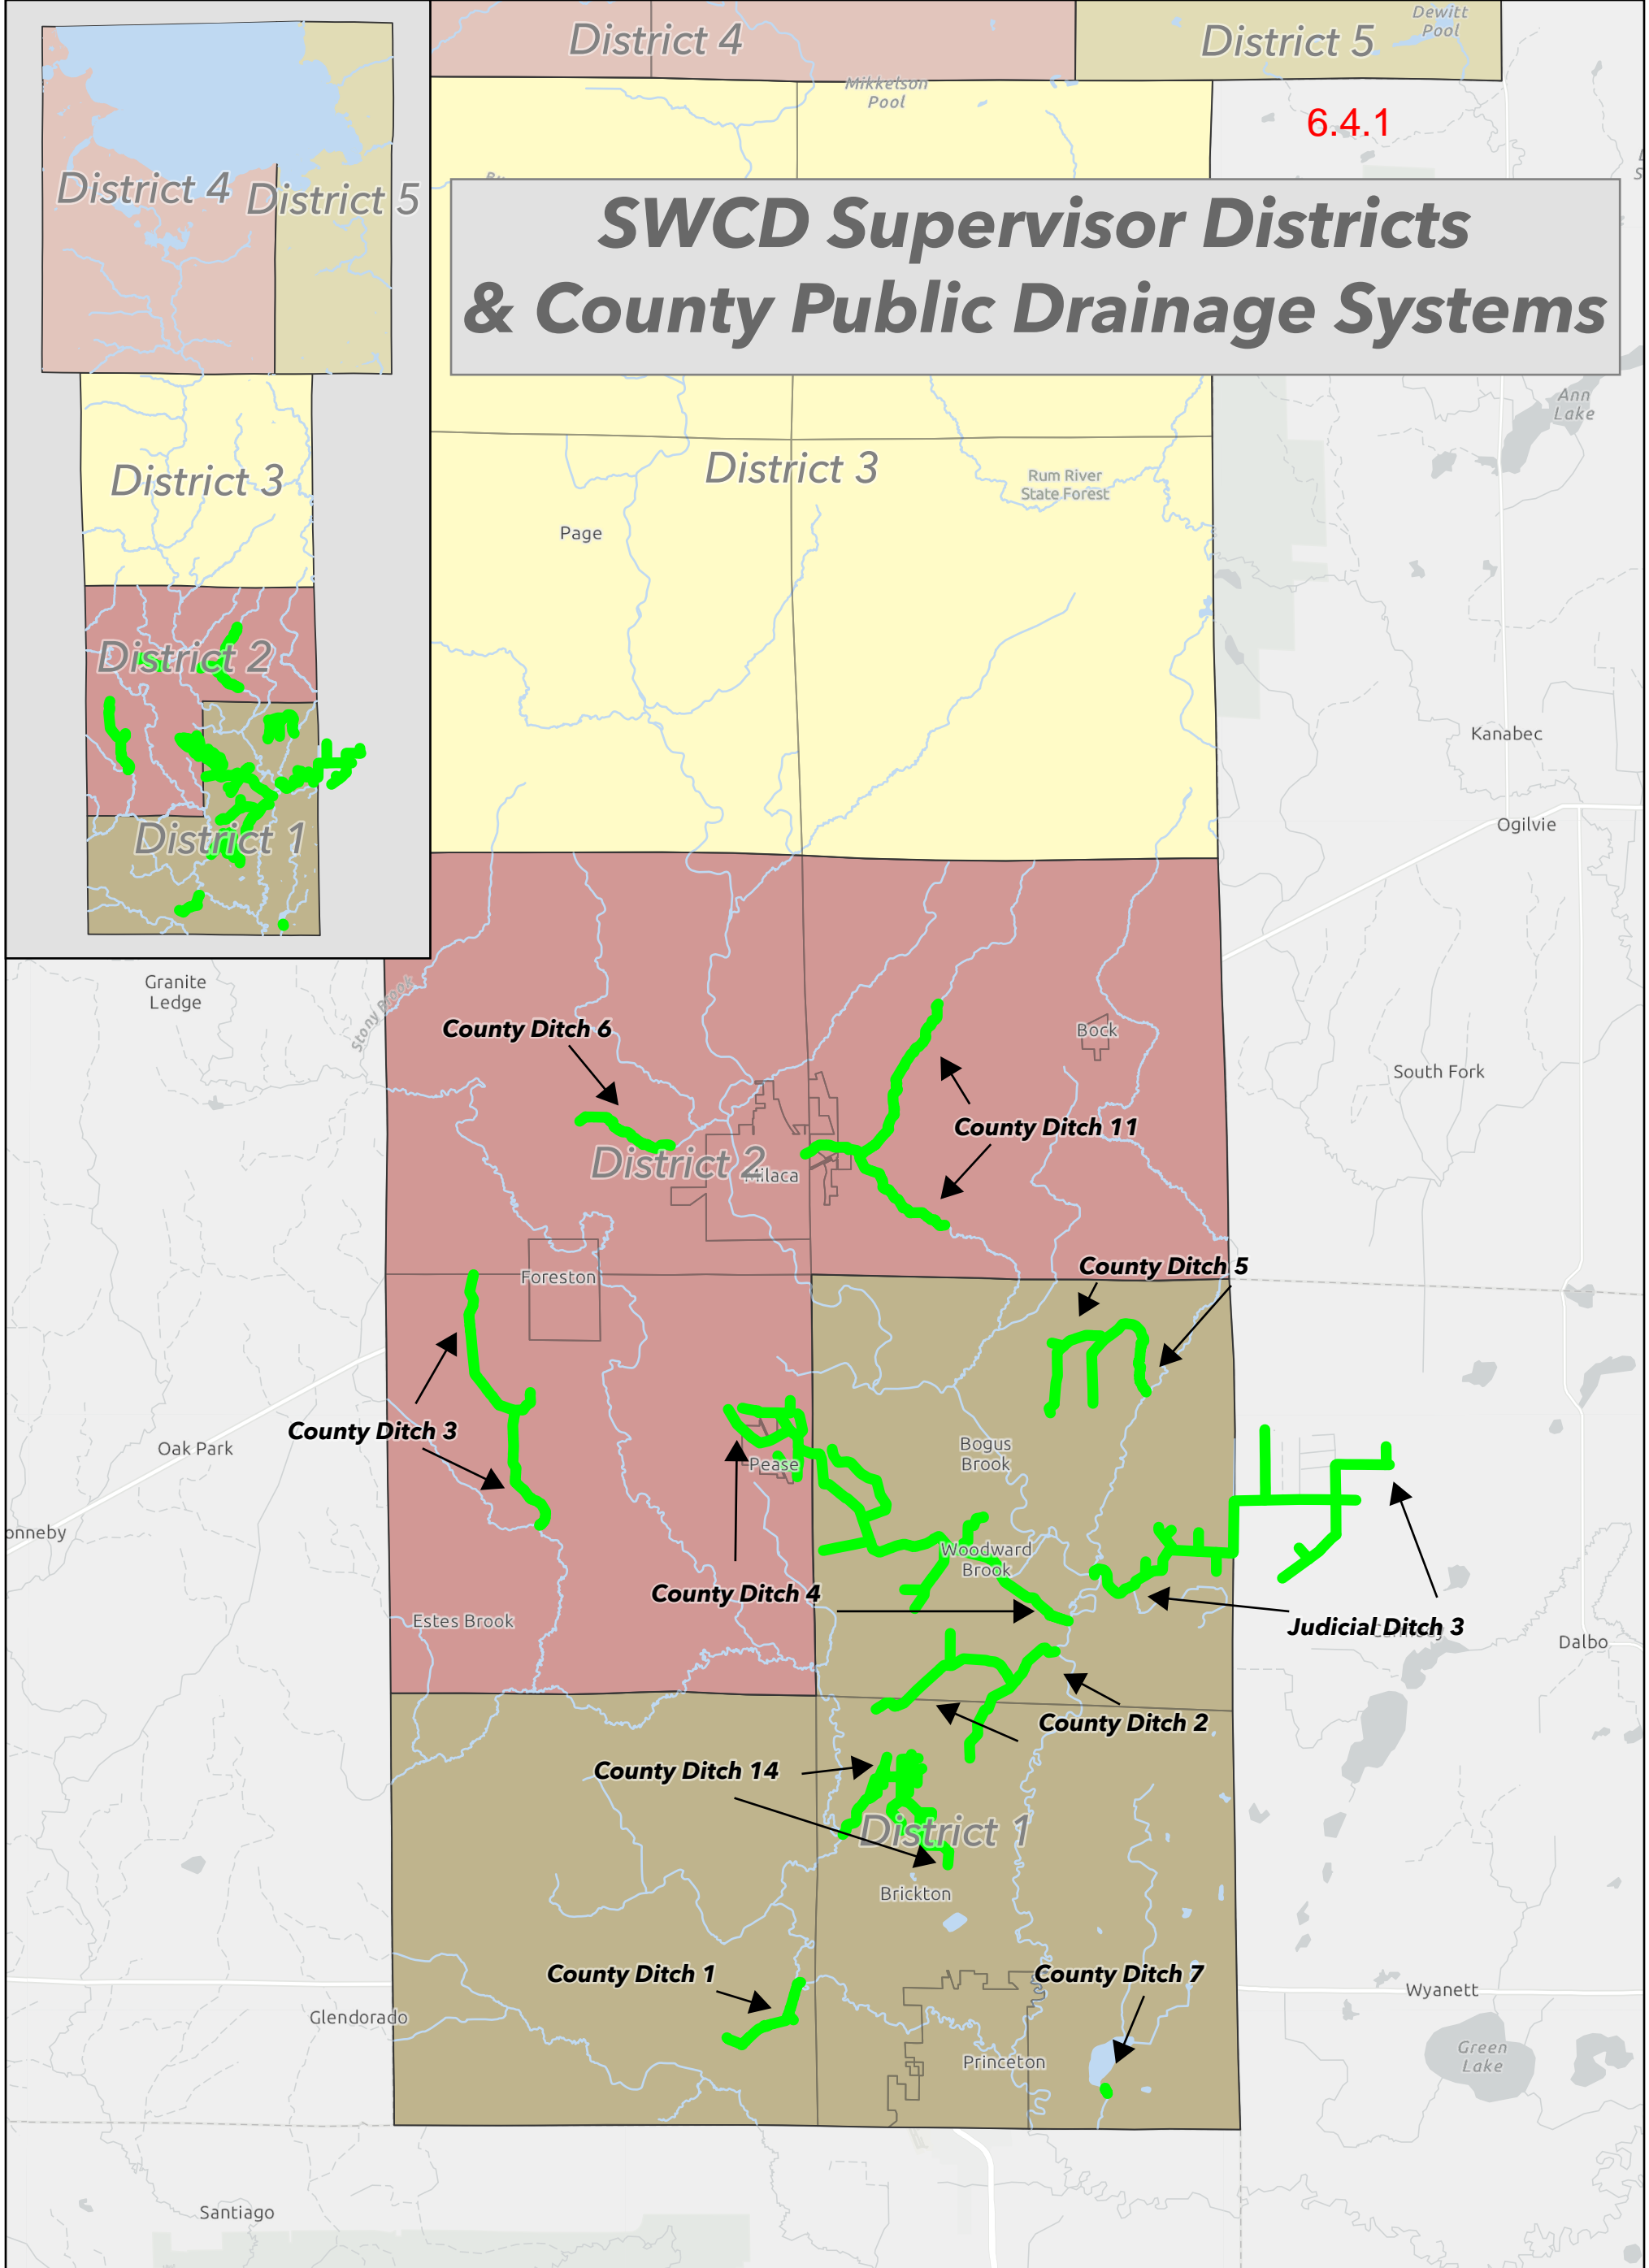 District 4
District 5
Dewitt
Pool
Mikkelson
Pool
6.4.1
SWCD Supervisor Districts
& County Public Drainage Systems
District 4
District 5
Ann
Lake
District 3
District 3
Rum River
State Forest
Page
District 2
Kanabec
Ogilvie
District 1
Granite
Ledge
Stony Brook
County Ditch 6
Bock
South Fork
County Ditch 11
District 2
Milaca
County Ditch 5
Foreston
County Ditch 3
Oak Park
Bogus
Brook
Pease
onneby
Woodward
Brook
County Ditch 4
Estes Brook
Judicial Ditch 3
Dalbo
County Ditch 2
County Ditch 14
District 1
Brickton
County Ditch 1
County Ditch 7
Wyanett
Glendorado
Green
Lake
Princeton
Santiago